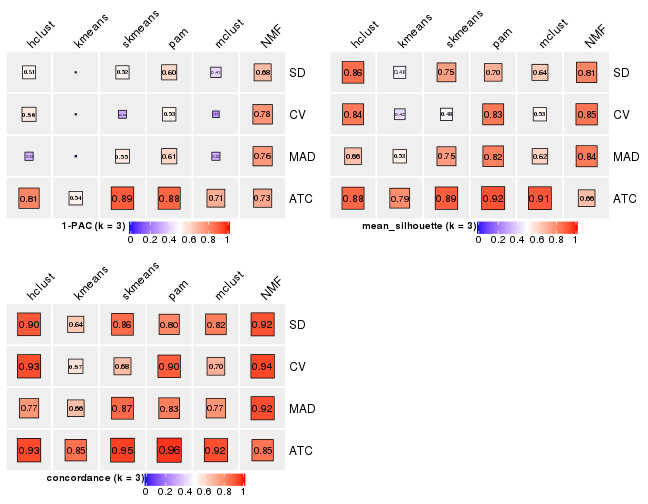 hclust kmeans skmeans pam mclust NMF
0.51 0.52 0.60 0.41 0.68 SD
0.56 0.53 0.78 CV
0.55 0.61 0.76 MAD
0.81 0.54 0.89 0.88 0.71 0.73 ATC
1-PAC (k = 3)
0 0.2 0.4 0.6 0.8 1
hclust kmeans skmeans pam mclust NMF
0.86 0.75 0.70 0.64 0.81 SD
0.84 0.48 0.83 0.53 0.85 CV
0.66 0.53 0.75 0.82 0.62 0.84 MAD
0.88 0.79 0.89 0.92 0.91 0.66 ATC
mean_silhouette (k = 3)
0 0.2 0.4 0.6 0.8 1
hclust kmeans skmeans pam mclust NMF
0.90 0.64 0.86 0.80 0.82 0.92 SD
0.93 0.57 0.68 0.90 0.70 0.94 CV
0.77 0.66 0.87 0.83 0.77 0.92 MAD
0.93 0.85 0.95 0.96 0.92 0.85 ATC
concordance (k = 3)
0 0.2 0.4 0.6 0.8 1